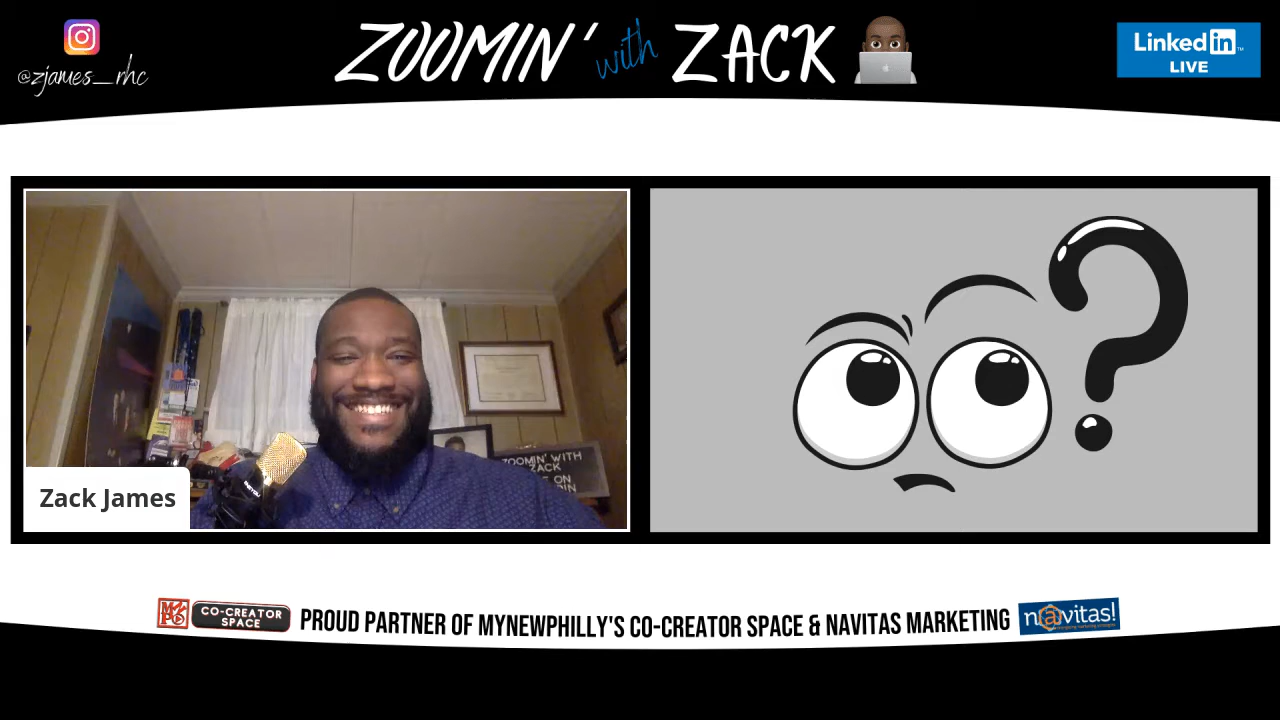 @zjames_rhc
ZOOMIN' with ZACK
Linked in
LIVE
ZOOMIN' WITH
ZACK
ON
Zack James
CO-CREATOR
SPACE
PROUD PARTNER OF MYNEWPHILLY'S CO-CREATOR SPACE & NAVITAS MARKETING
navitas!